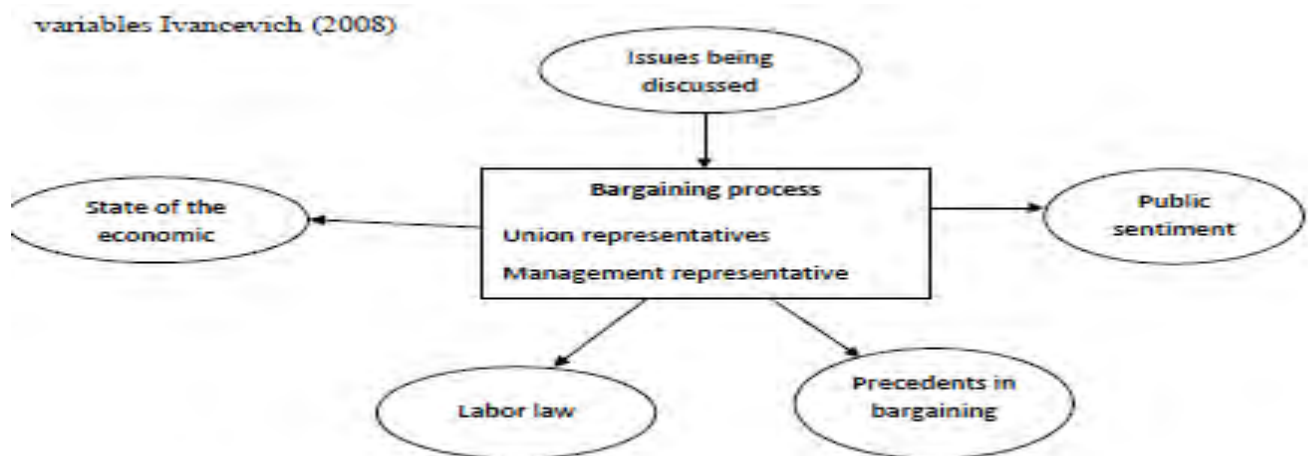 variables Ivancevich (2008)
Issues being
discussed
Bargaining process
Union representatives
Management representative
State of the
economic
Public
sentiment
Labor law
Precedents in
bargaining